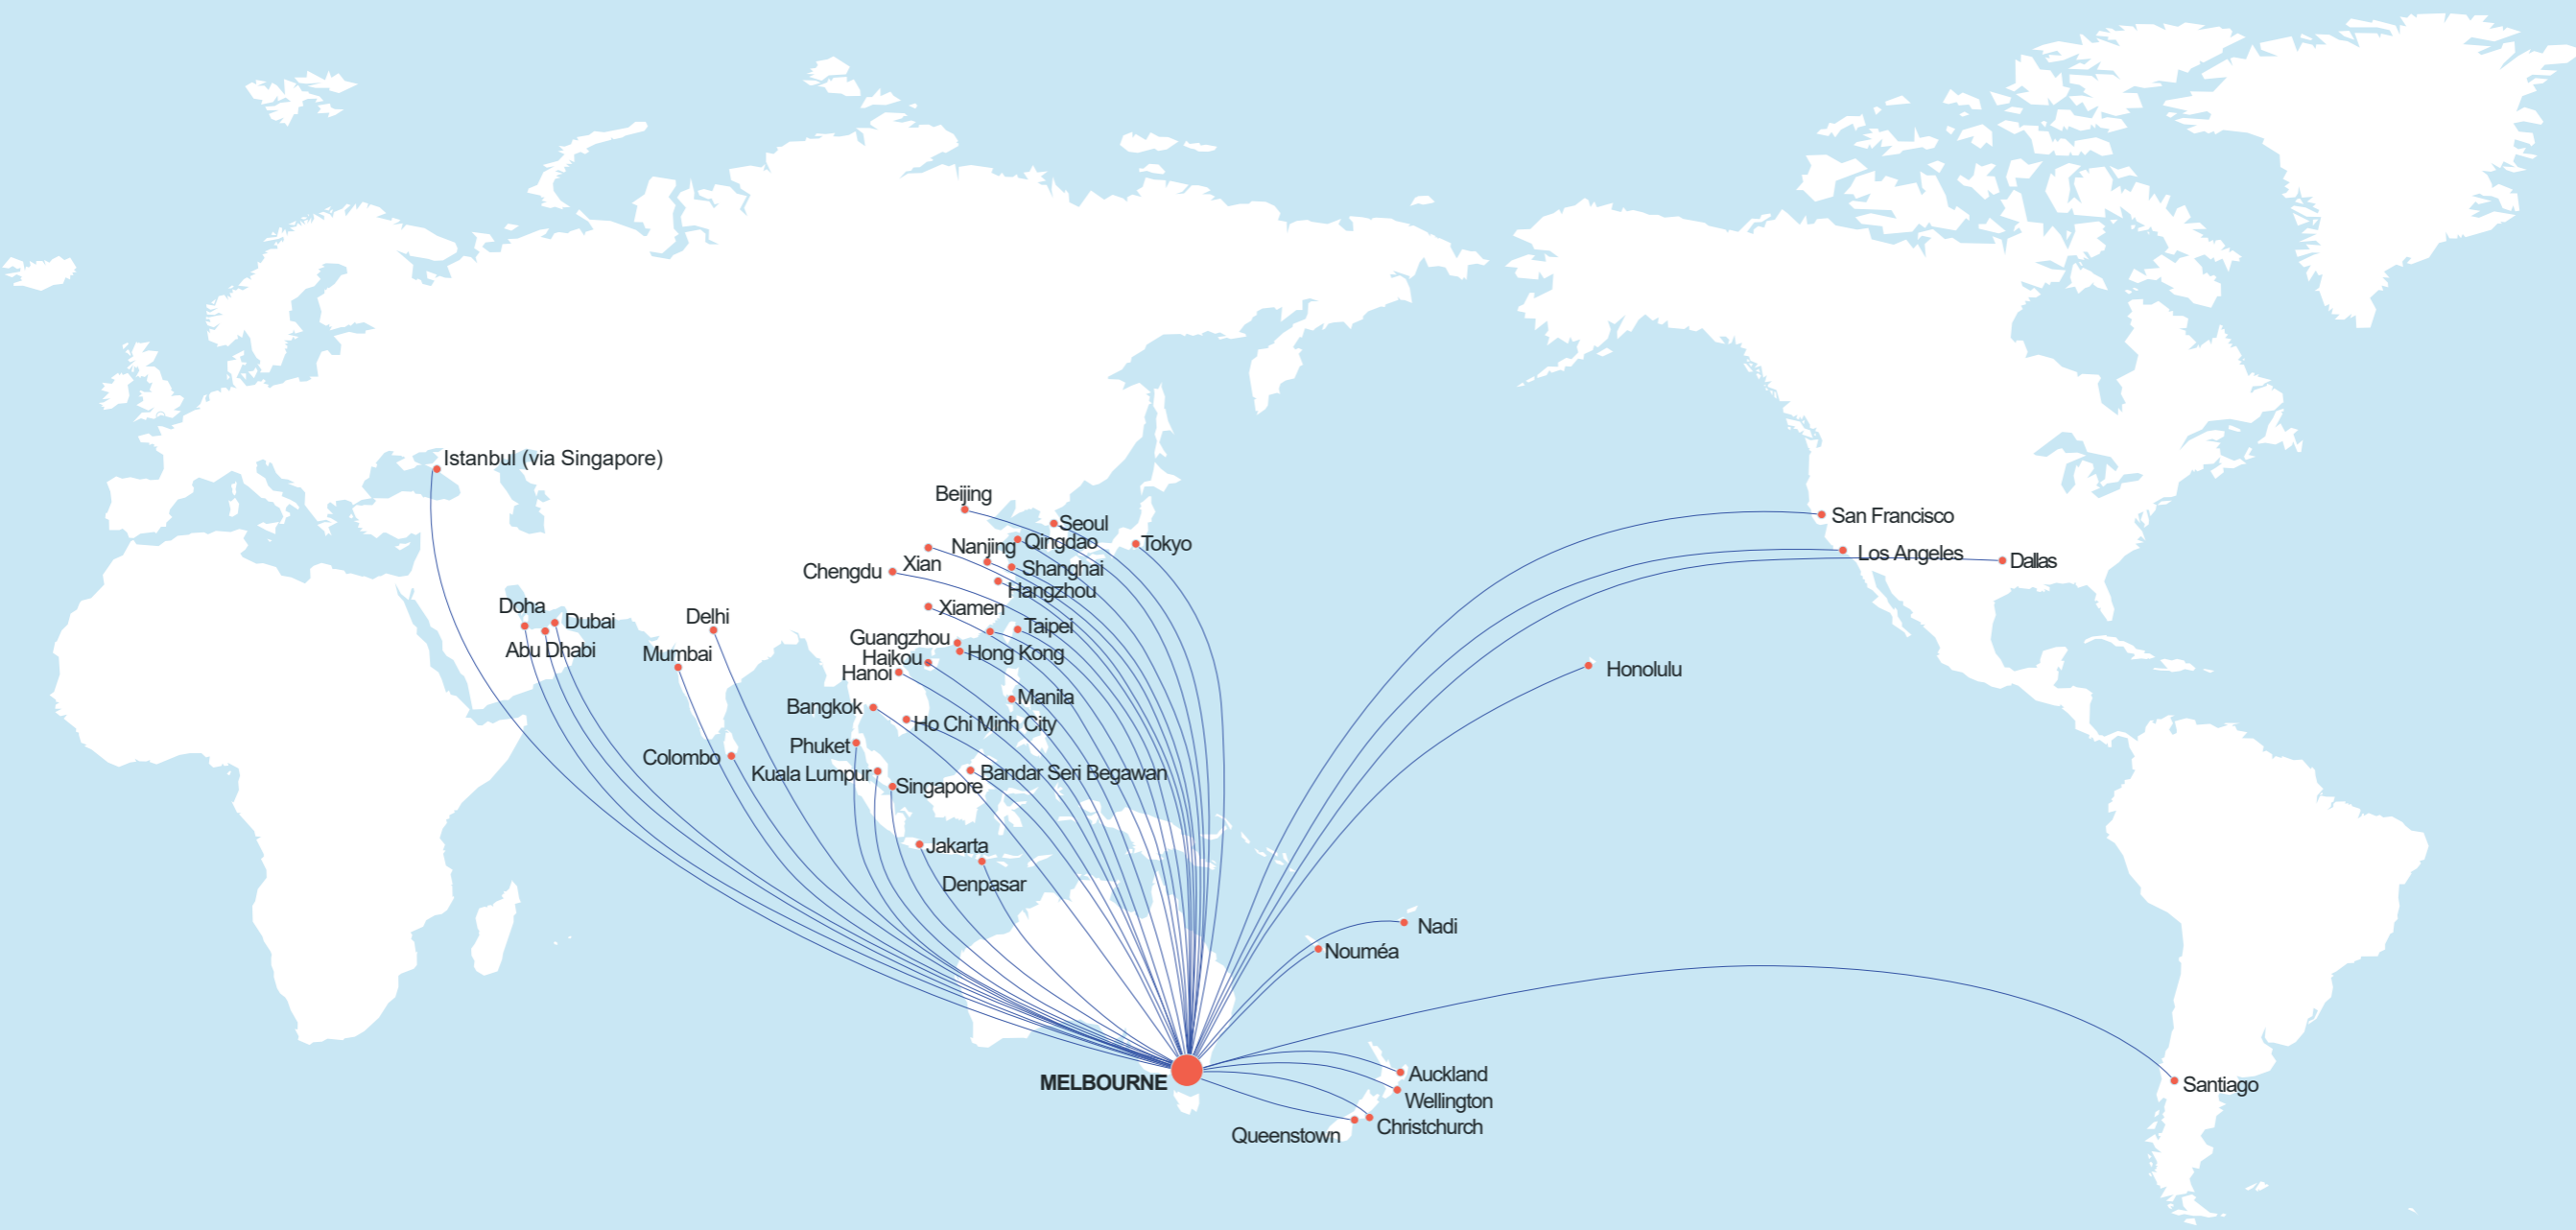 Istanbul (via Singapore)
Beijing
Seoul
San Francisco
Nanjing
Qingdao
Tokyo
Los Angeles
Dallas
Chengdu
Xian
Shanghai
Hangzhou
Doha
Dubai
Delhi
Xiamen
Taipei
Abu Dhabi
Mumbai
Guangzhou
Hong Kong
Haikou
Hanoi
Honolulu
Manila
Bangkok
Ho Chi Minh City
Phuket
Colombo
Kuala Lumpur
Bandar Seri Begawan
Singapore
Jakarta
Denpasar
Nadi
Nouméa
MELBOURNE
Auckland
Santiago
Wellington
Christchurch
Queenstown